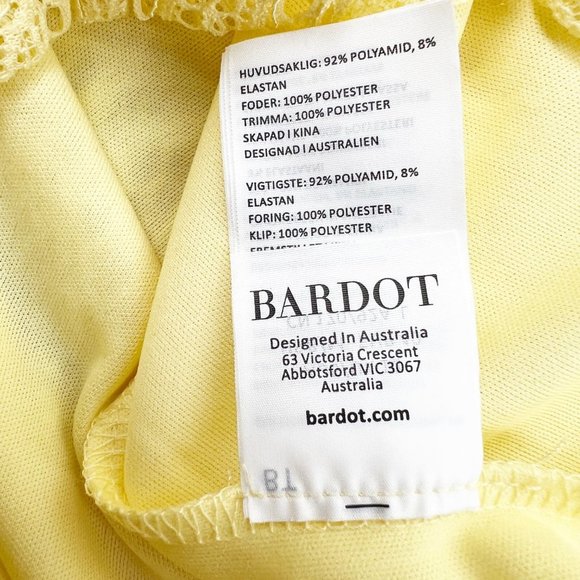 HUVUDSAKLIG: 92% POLYAMID, 8%
ELASTAN
FODER: 100% POLYESTER
TRIMMA: 100% POLYESTER
SKAPAD I KINA
DESIGNAD I AUSTRALIEN
VIGTIGSTE: 92% POLYAMID, 8%
ELASTAN
FORING: 100% POLYESTER
KLIP: 100% POLYESTER
BARDOT
Designed In Australia
63 Victoria Crescent
Abbotsford VIC 3067
Australia
bardot.com